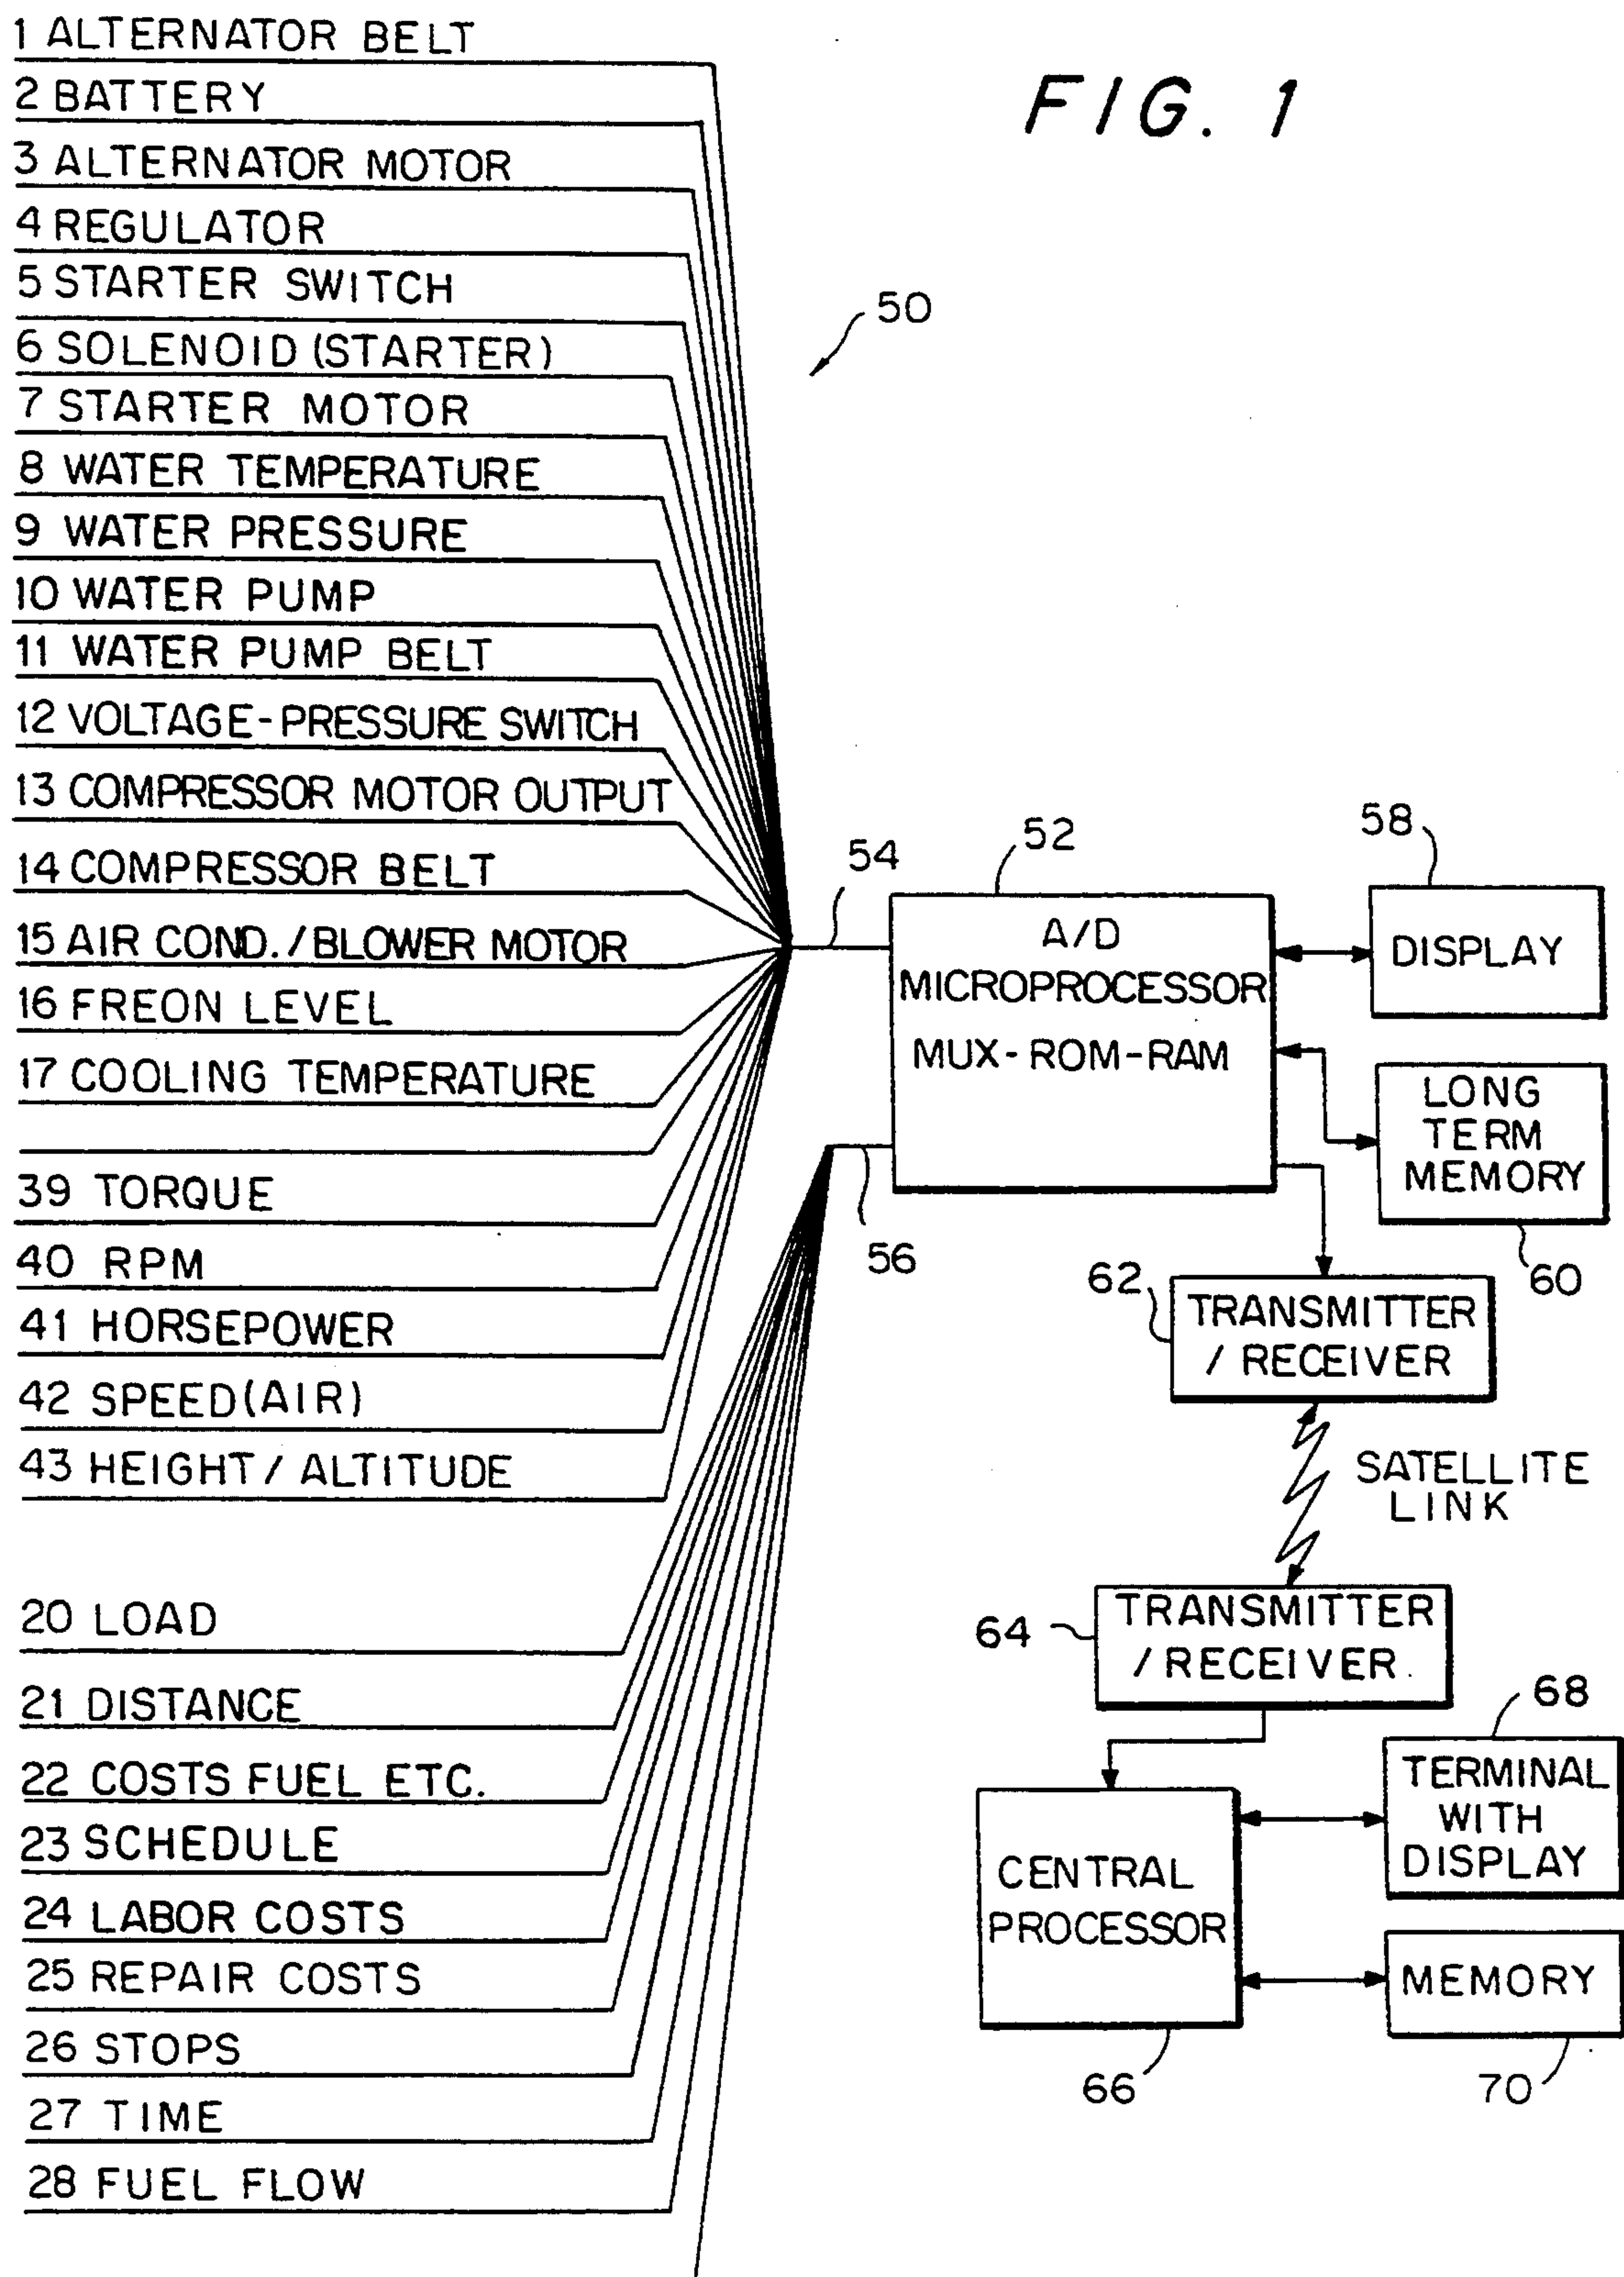 FIG. 1
1 ALTERNATOR BELT
2 BATTERY
3 ALTERNATOR MOTOR
4 REGULATOR
5 STARTER SWITCH
6 SOLENOID (STARTER)
7 STARTER MOTOR
8 WATER TEMPERATURE
9 WATER PRESSURE
10 WATER PUMP
11 WATER PUMP BELT
12 VOLTAGE-PRESSURE SWITCH
13 COMPRESSOR MOTOR OUTPUT
14 COMPRESSOR BELT
15 AIR COND./BLOWER MOTOR
16 FREON LEVEL
17 COOLING TEMPERATURE
39 TORQUE
40 RPM
41 HORSEPOWER
42 SPEED(AIR)
43 HEIGHT/ALTITUDE
20 LOAD
21 DISTANCE
22 COSTS FUEL ETC.
23 SCHEDULE
24 LABOR COSTS
25 REPAIR COSTS
26 STOPS
27 TIME
28 FUEL FLOW
50
54
56
52
A/D
MICROPROCESSOR
MUX-ROM-RAM
58
DISPLAY
LONG
TERM
MEMORY
60
62
TRANSMITTER
/ RECEIVER
SATELLITE
LINK
64
TRANSMITTER
/ RECEIVER
68
TERMINAL
WITH
DISPLAY
CENTRAL
PROCESSOR
66
MEMORY
70